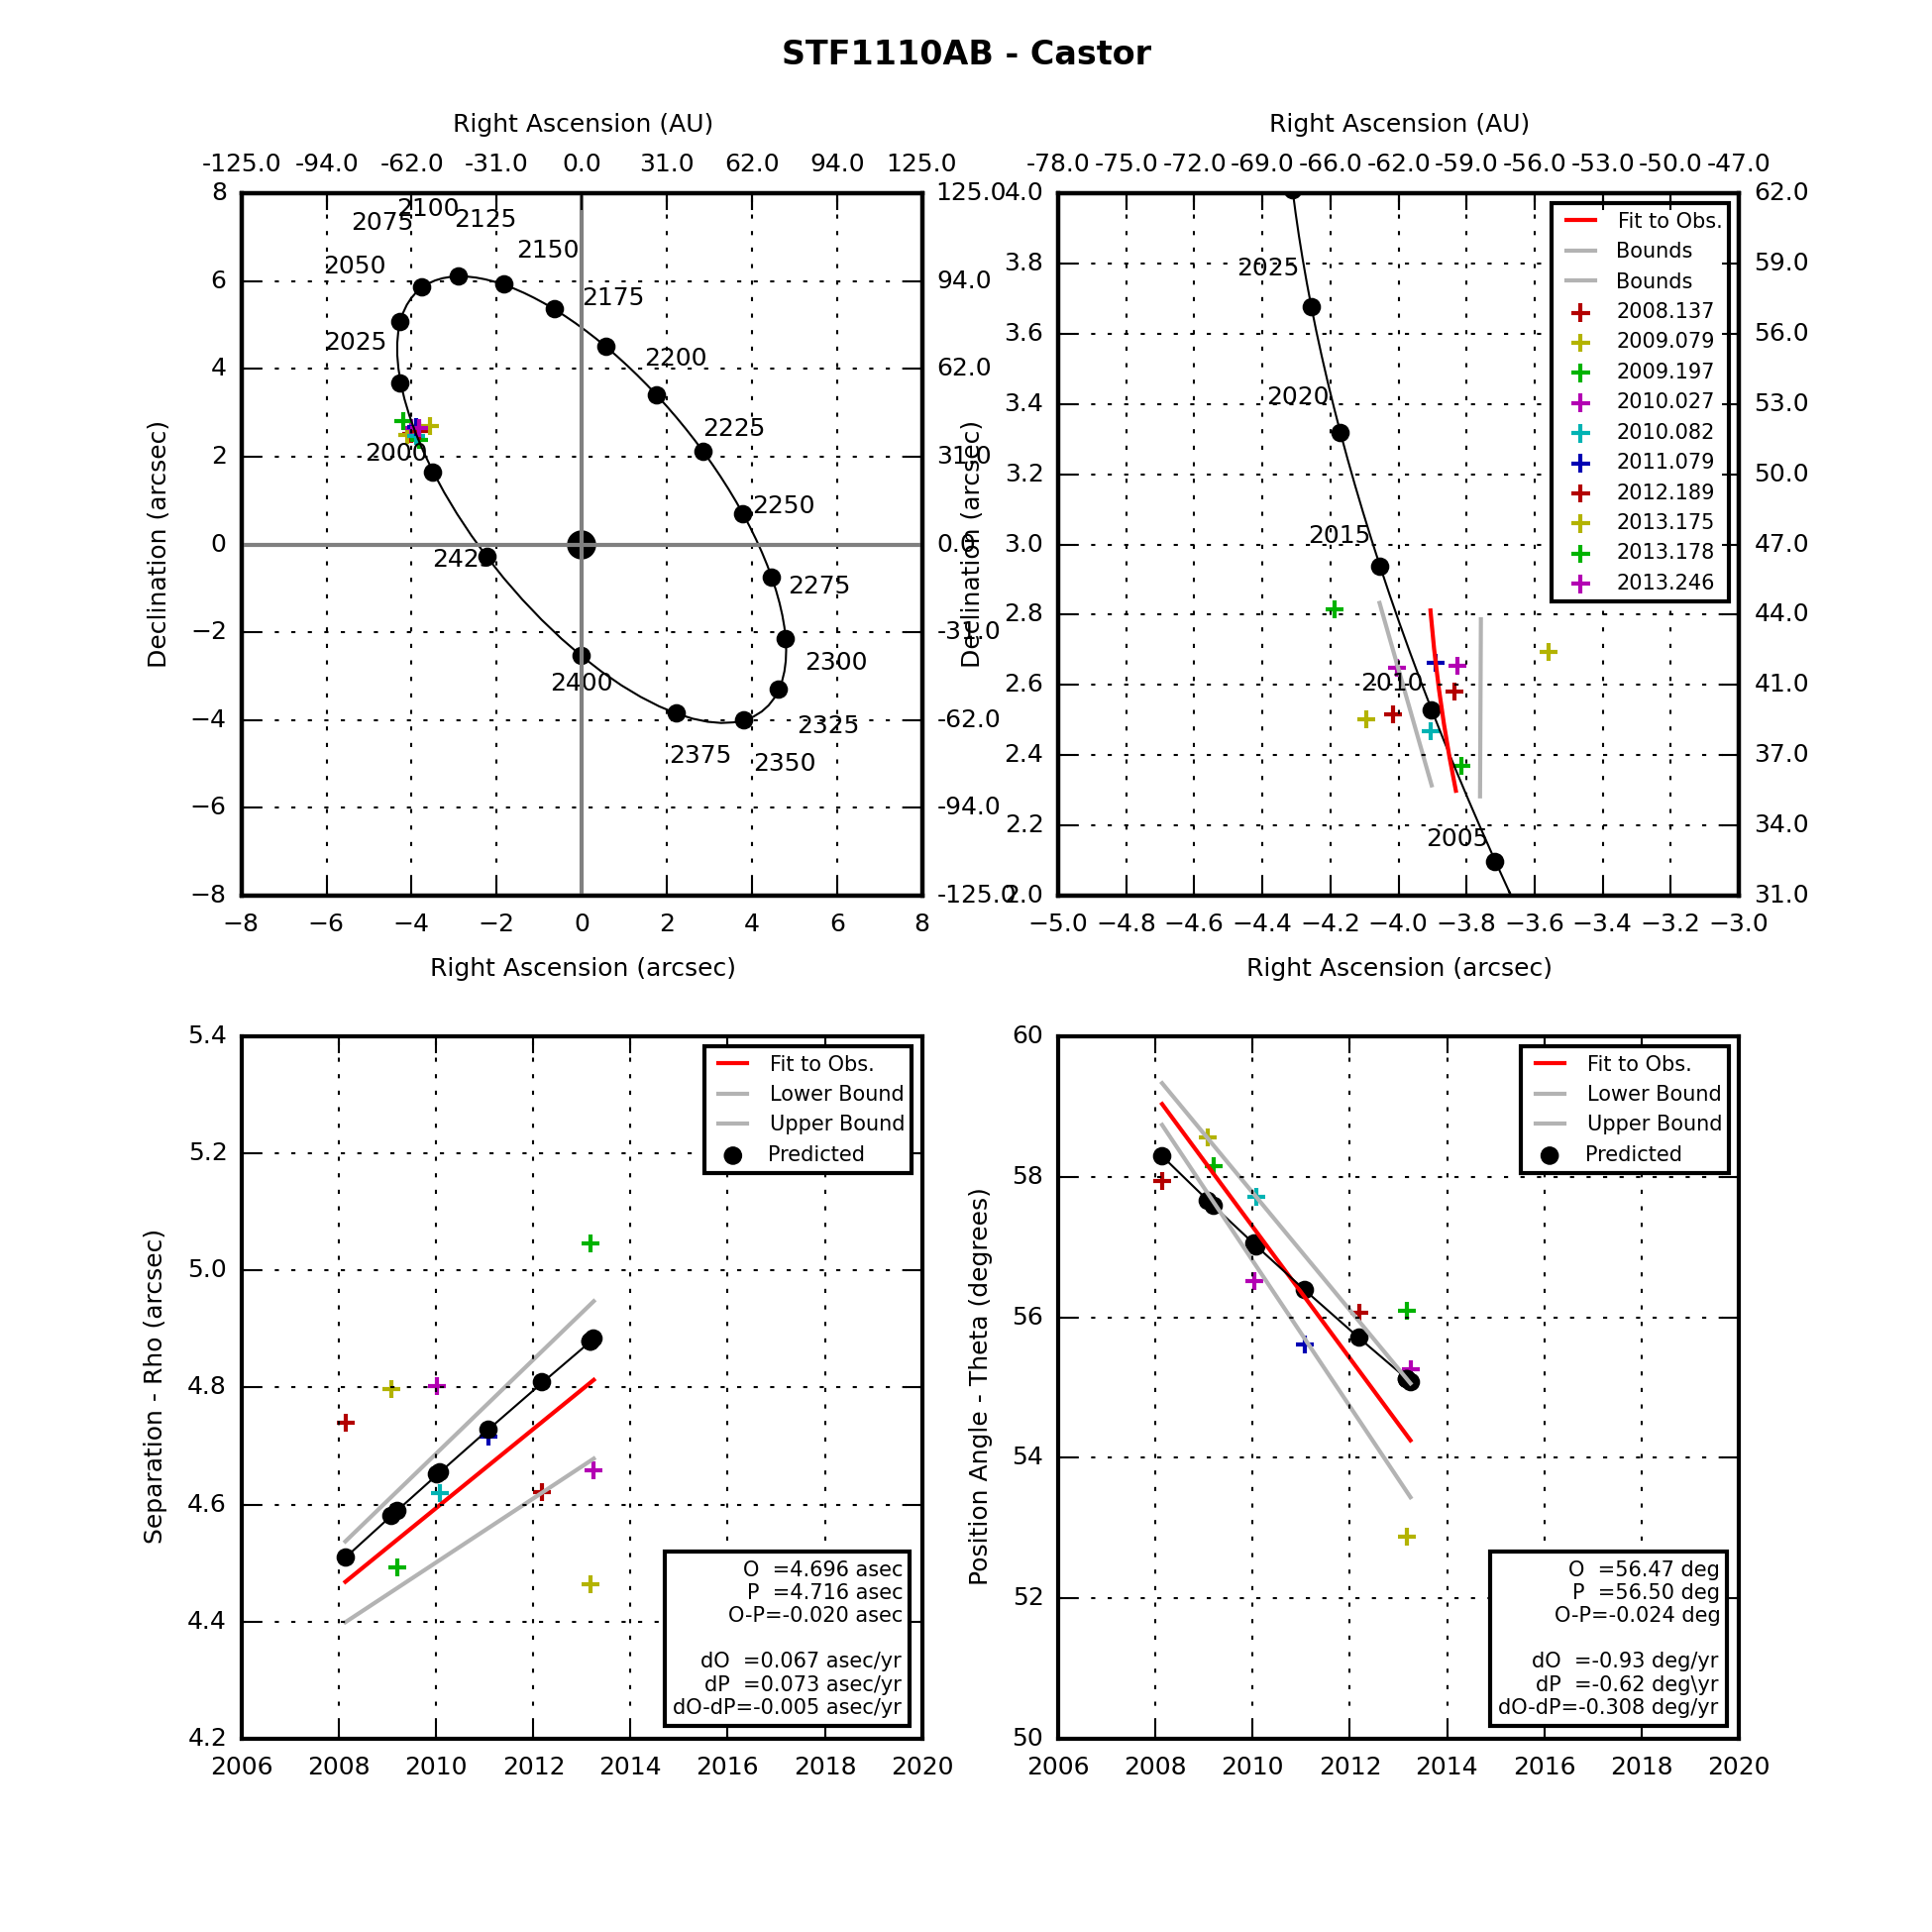 STF1110AB - Castor
Right Ascension (AU)
-125.0 -94.0 -62.0 -31.0 0.0 31.0 62.0 94.0 125.0
8
6
4
2
0
−2
−4
−6
−8
Declination (arcsec)
2000
2025
2050
2075
2100
2125
2150
2175
2200
2225
2250
2275
2300
2325
2350
2375
2400
2425
125.0
94.0
62.0
31.0
0.0
-31.0
-62.0
-94.0
-125.0
−8 −6 −4 −2 0 2 4 6 8
Right Ascension (arcsec)
Right Ascension (AU)
-78.0 -75.0 -72.0 -69.0 -66.0 -62.0 -59.0 -56.0 -53.0 -50.0 -47.0
4.0
3.8
3.6
3.4
3.2
3.0
2.8
2.6
2.4
2.2
2.0
Declination (arcsec)
2025
2020
2015
2010
2005
Fit to Obs.
Bounds
Bounds
2008.137
2009.079
2009.197
2010.027
2010.082
2011.079
2012.189
2013.175
2013.178
2013.246
62.0
59.0
56.0
53.0
50.0
47.0
44.0
41.0
37.0
34.0
31.0
−5.0 −4.8 −4.6 −4.4 −4.2 −4.0 −3.8 −3.6 −3.4 −3.2 −3.0
Right Ascension (arcsec)
5.4
5.2
5.0
4.8
4.6
4.4
4.2
Separation - Rho (arcsec)
Fit to Obs.
Lower Bound
Upper Bound
Predicted
O =4.696 asec
P =4.716 asec
O-P=-0.020 asec
dO =0.067 asec/yr
dP =0.073 asec/yr
dO-dP=-0.005 asec/yr
2006 2008 2010 2012 2014 2016 2018 2020
60
58
56
54
52
50
Position Angle - Theta (degrees)
Fit to Obs.
Lower Bound
Upper Bound
Predicted
O =56.47 deg
P =56.50 deg
O-P=-0.024 deg
dO =-0.93 deg/yr
dP =-0.62 deg\yr
dO-dP=-0.308 deg/yr
2006 2008 2010 2012 2014 2016 2018 2020